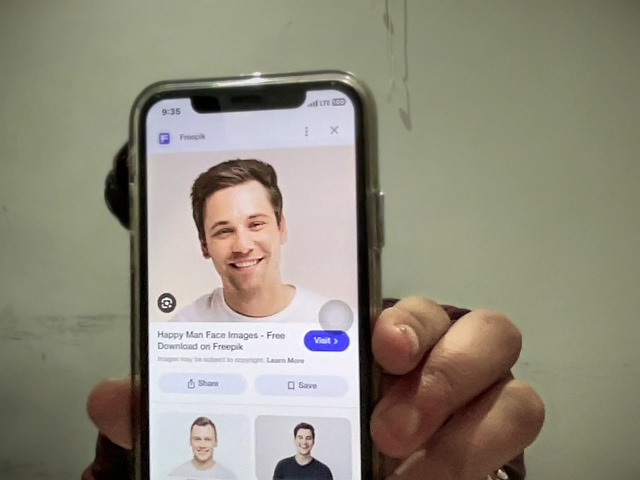 9:35
LTE 100
Freepik
Happy Man Face Images - Free
Download on Freepik
Visit >
Images may be subject to copyright. Learn More
Share
Save